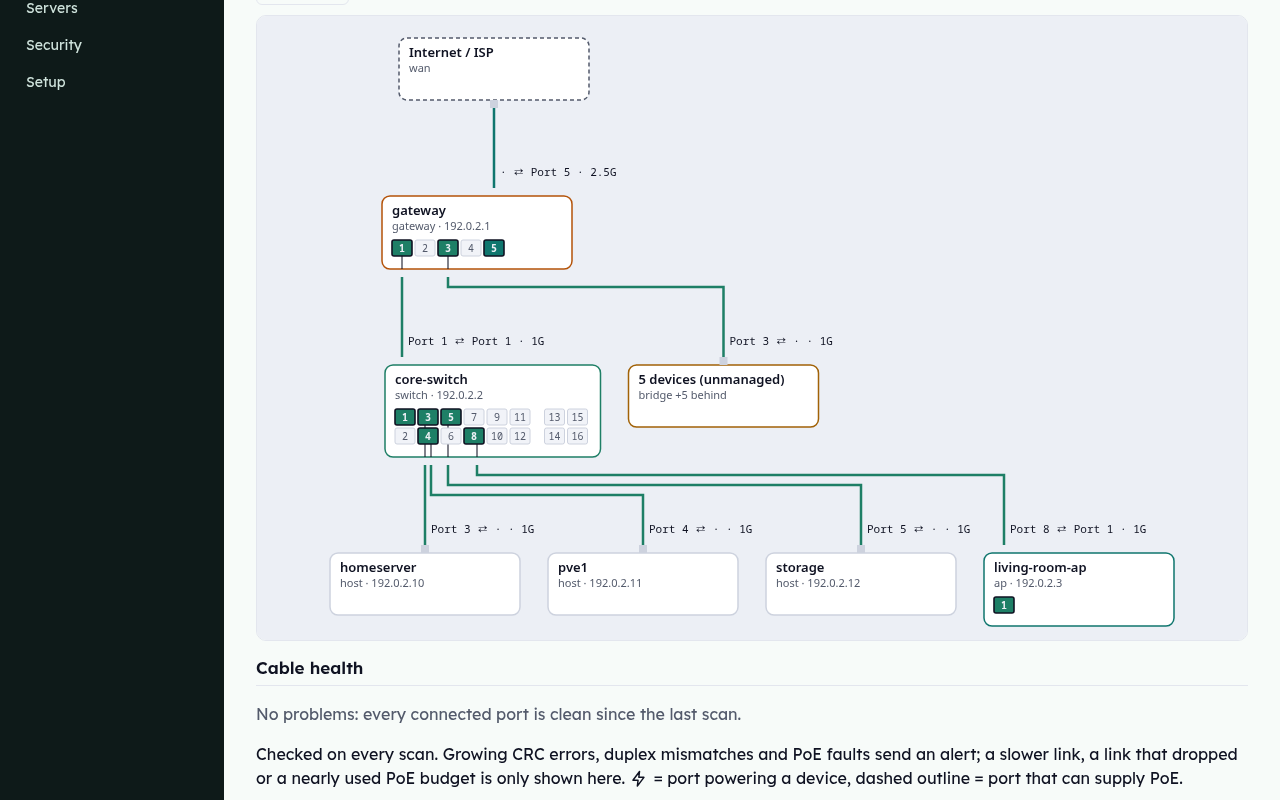 Servers
Security
Setup
Internet / ISP
wan
· ⇄ Port 5 · 2.5G
gateway
gateway · 192.0.2.1
1 2 3 4 5
Port 1 ⇄ Port 1 · 1G
Port 3 ⇄ · · 1G
core-switch
switch · 192.0.2.2
1 3 5 7 9 11 13 15
2 4 6 8 10 12 14 16
5 devices (unmanaged)
bridge +5 behind
Port 3 ⇄ · · 1G
Port 4 ⇄ · · 1G
Port 5 ⇄ · · 1G
Port 8 ⇄ Port 1 · 1G
homeserver
host · 192.0.2.10
pve1
host · 192.0.2.11
storage
host · 192.0.2.12
living-room-ap
ap · 192.0.2.3
1
Cable health
No problems: every connected port is clean since the last scan.
Checked on every scan. Growing CRC errors, duplex mismatches and PoE faults send an alert; a slower link, a link that dropped
or a nearly used PoE budget is only shown here. = port powering a device, dashed outline = port that can supply PoE.